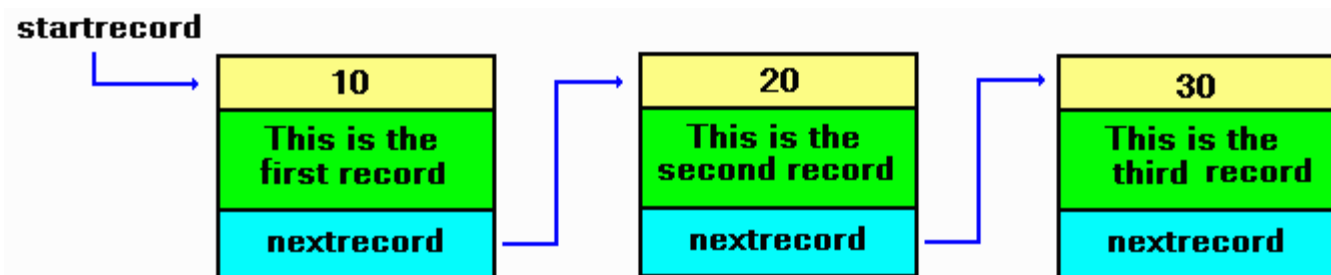 startrecord
10
This is the
first record
nextrecord
20
This is the
second record
nextrecord
30
This is the
third record
nextrecord